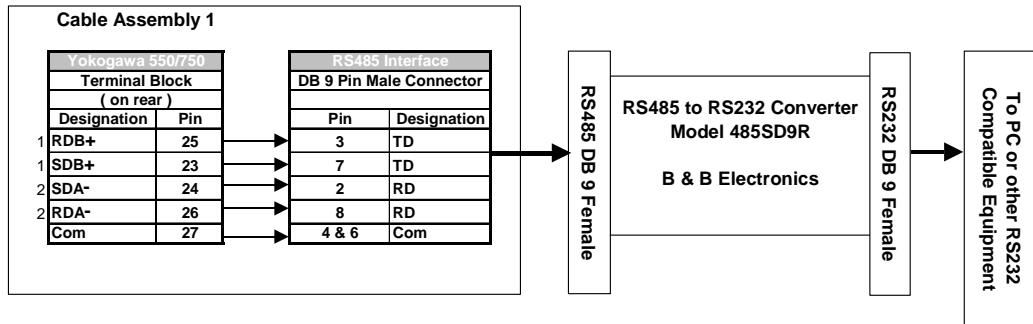 Cable Assembly 1
Yokogawa 550/750
Terminal Block
( on rear )
Designation Pin
1 RDB+ 25
1 SDB+ 23
2 SDA- 24
2 RDA- 26
Com 27
RS485 Interface
DB 9 Pin Male Connector
Pin Designation
3 TD
7 TD
2 RD
8 RD
4 & 6 Com
RS485 DB 9 Female
RS485 to RS232 Converter
Model 485SD9R
B & B Electronics
RS232 DB 9 Female
To PC or other RS232
Compatible Equipment